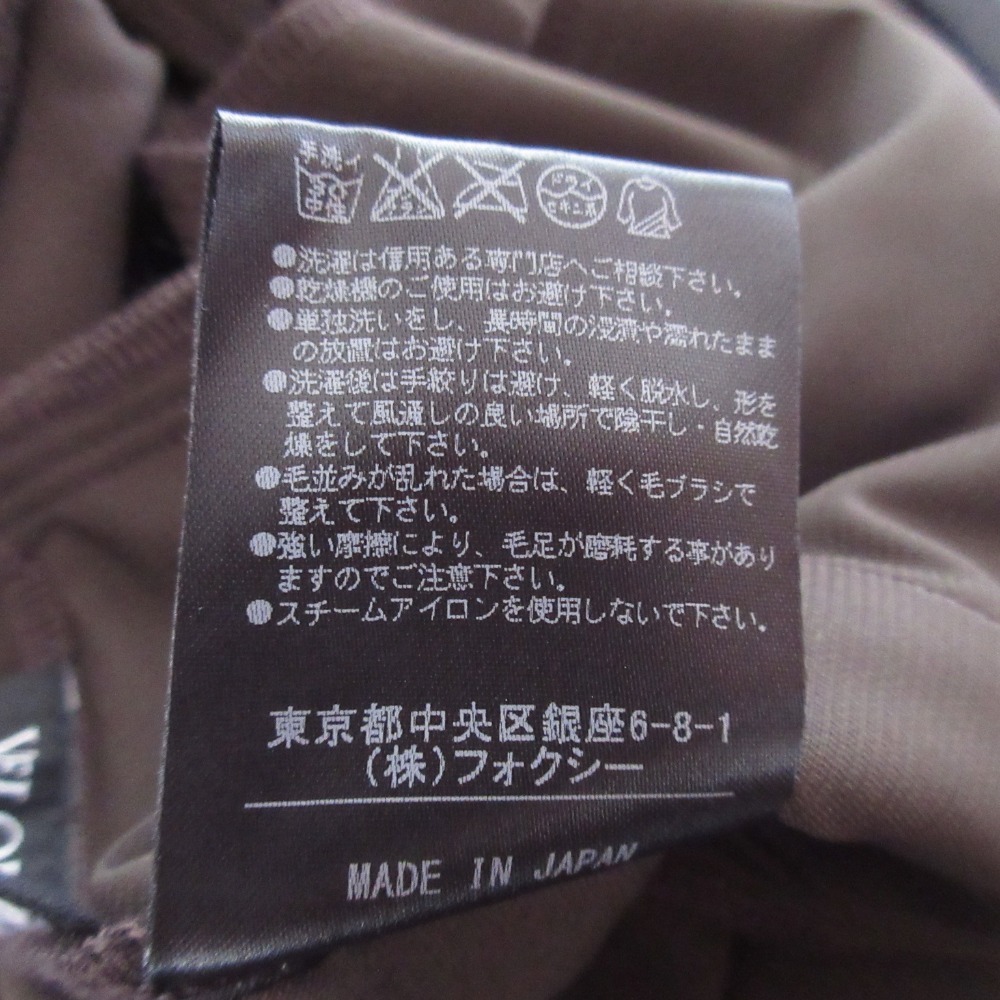 手洗イ
中性
ドライ
●洗濯は信用ある専門店へご相談下さい。
●乾燥機のご使用はお避け下さい。
●単独洗いをし、長時間の浸漬や濡れたまま
の放置はお避け下さい。
●洗濯後は手絞りは避け、軽く脱水し、形を
整えて風通しの良い場所で陰干し・自然乾
燥をして下さい。
●毛並みが乱れた場合は、軽く毛ブラシで
整えて下さい。
●強い摩擦により、毛足が磨耗する事があり
ますのでご注意下さい。
●スチームアイロンを使用しないで下さい。
東京都中央区銀座6-8-1
(株)フォクシー
MADE IN JAPAN